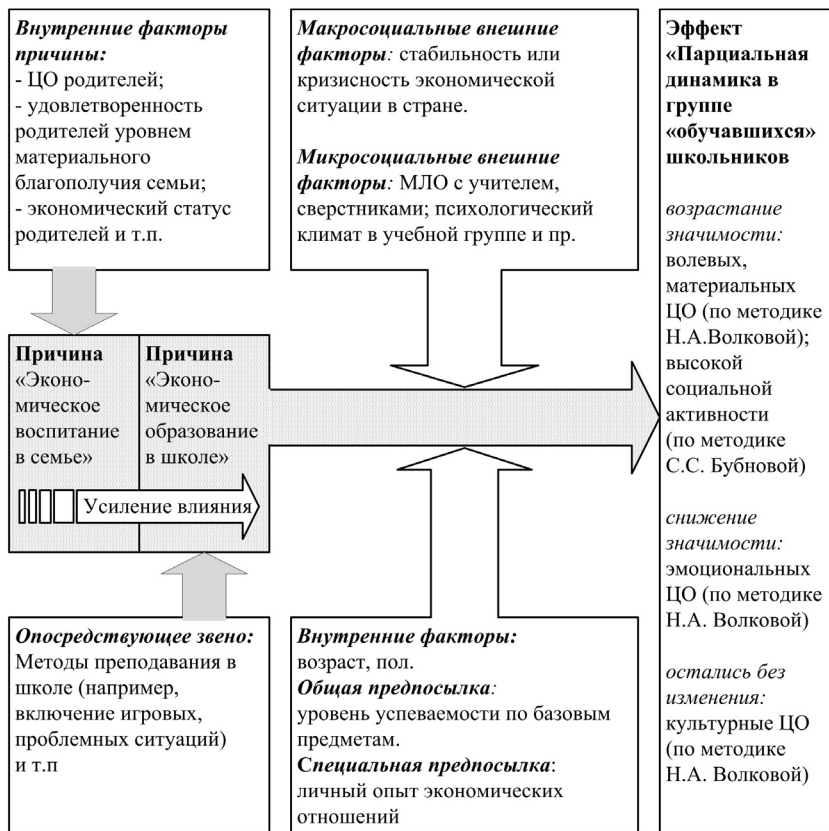 Внутренние факторы
причины:
- ЦО родителей;
- удовлетворенность
родителей уровнем
материального
благополучия семьи;
- экономический статус
родителей и т.п.
Макросоциальные внешние
факторы: стабильность или
кризисность экономической
ситуации в стране.
Микросоциальные внешние
факторы: МЛО с учителем,
сверстниками; психологический
климат в учебной группе и пр.
Причина
«Эконо-
мическое
воспитание
в семье»
Причина
«Эконо-
мическое
образование
в школе»
Усиление влияния
Опосредствующее звено:
Методы преподавания в
школе (например,
включение игровых,
проблемных ситуаций)
и т.п
Внутренние факторы:
возраст, пол.
Общая предпосылка:
уровень успеваемости по базовым
предметам.
Специальная предпосылка:
личный опыт экономических
отношений
Эффект
«Парциальная
динамика в
группе
«обучавшихся»
школьников
возрастание
значимости:
волевых,
материальных
ЦО (по методике
Н.А.Волковой);
высокой
социальной
активности
(по методике
С.С. Бубновой)
снижение
значимости:
эмоциональных
ЦО (по методике
Н.А. Волковой)
остались без
изменения:
культурные ЦО
(по методике
Н.А. Волковой)